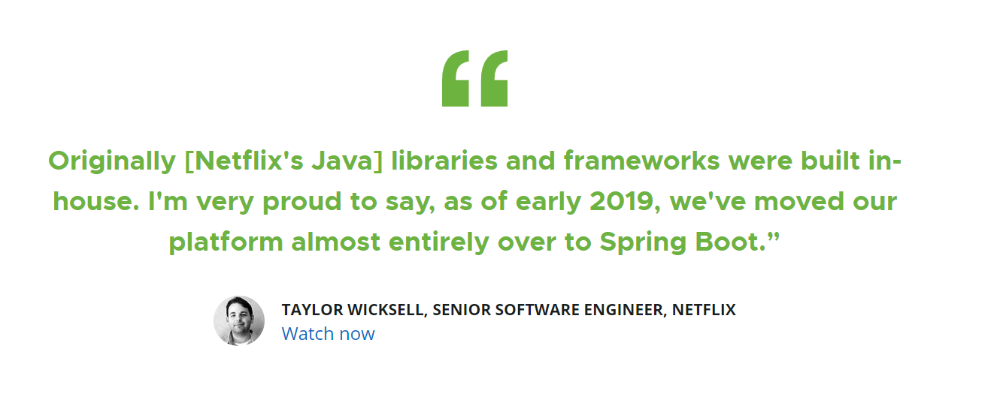 “
Originally [Netflix's Java] libraries and frameworks were built in-
house. I'm very proud to say, as of early 2019, we've moved our
platform almost entirely over to Spring Boot.”
TAYLOR WICKSELL, SENIOR SOFTWARE ENGINEER, NETFLIX
Watch now